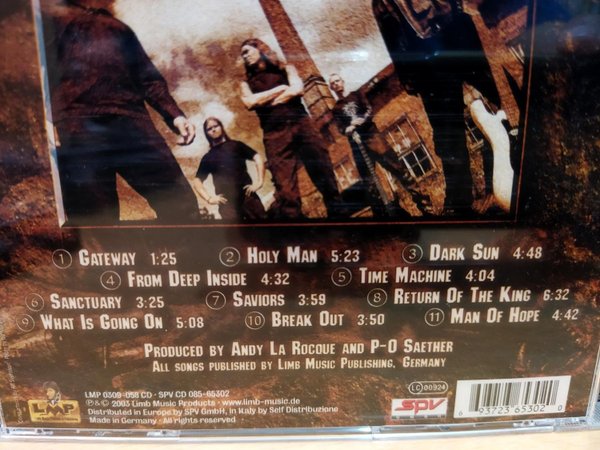 1 GATEWAY 1:25 2 HOLY MAN 5:23 3 DARK SUN 4:48
4 FROM DEEP INSIDE 4:32 5 TIME MACHINE 4:04
6 SANCTUARY 3:25 7 SAVIORS 3:59 8 RETURN OF THE KING 6:32
9 WHAT IS GOING ON 5:08 10 BREAK OUT 3:50 11 MAN OF HOPE 4:42
PRODUCED BY ANDY LA ROCQUE AND P-O SAETHER
ALL SONGS PUBLISHED BY LIMB MUSIC PUBLISHING, GERMANY
LMP 0309-058 CD · SPV CD 085-65302
℗ & © 2003 Limb Music Products · www.limb-music.de
Distributed in Europe by SPV GmbH, in Italy by Self Distribuzione
Made in Germany · All rights reserved
LMP
LC 00924
SPV
6 93723 65302 0